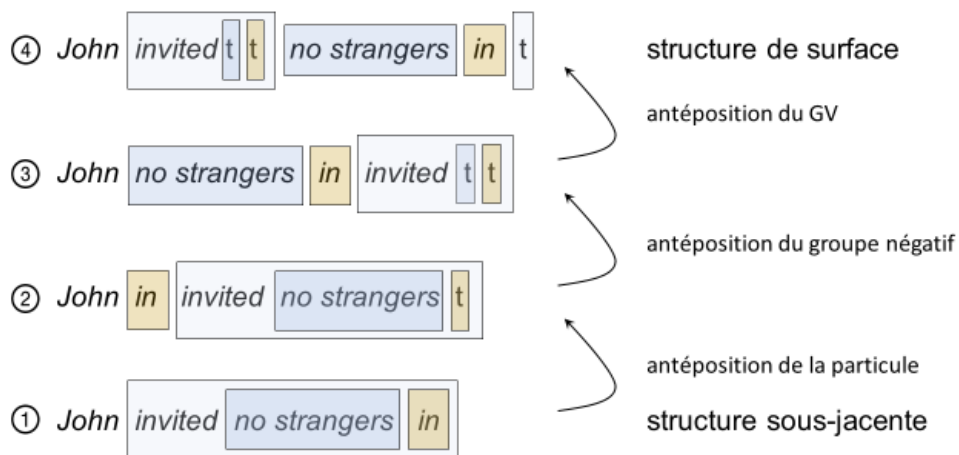 ④ John invited t t no strangers in t structure de surface
antéposition du GV
③ John no strangers in invited t t
antéposition du groupe négatif
② John in invited no strangers t
antéposition de la particule
① John invited no strangers in structure sous-jacente